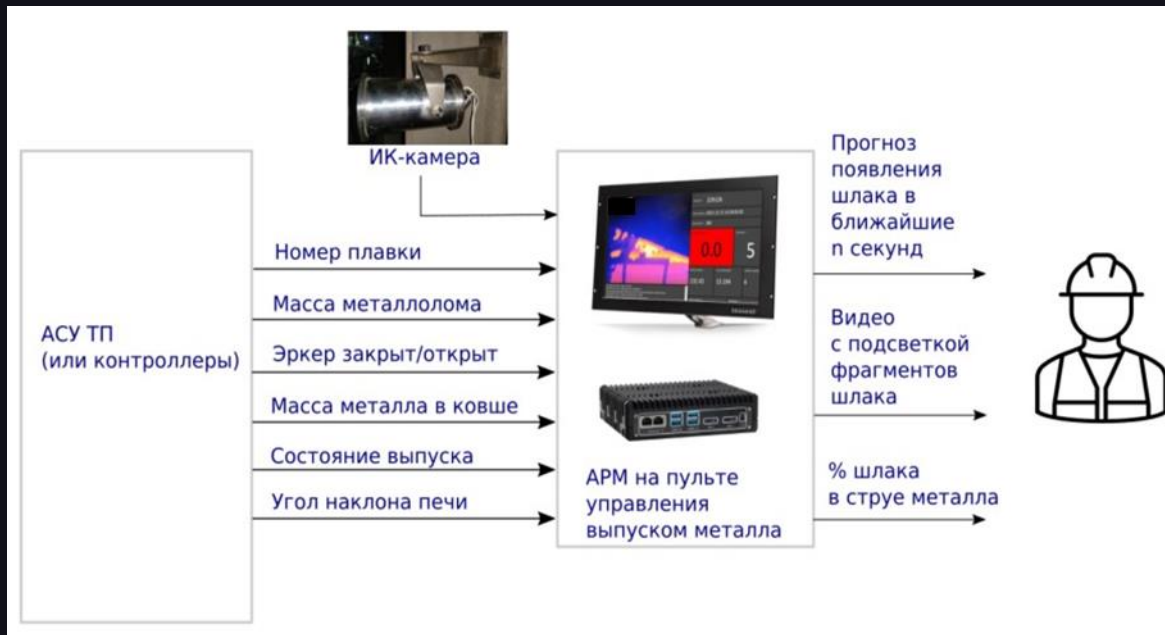 ИК-камера
АСУ ТП
(или контроллеры)
Номер плавки
Масса металлолома
Эркер закрыт/открыт
Масса металла в ковше
Состояние выпуска
Угол наклона печи
0.0
5
АРМ на пульте
управления
выпуском металла
Прогноз
появления
шлака в
ближайшие
n секунд
Видео
с подсветкой
фрагментов
шлака
% шлака
в струе металла